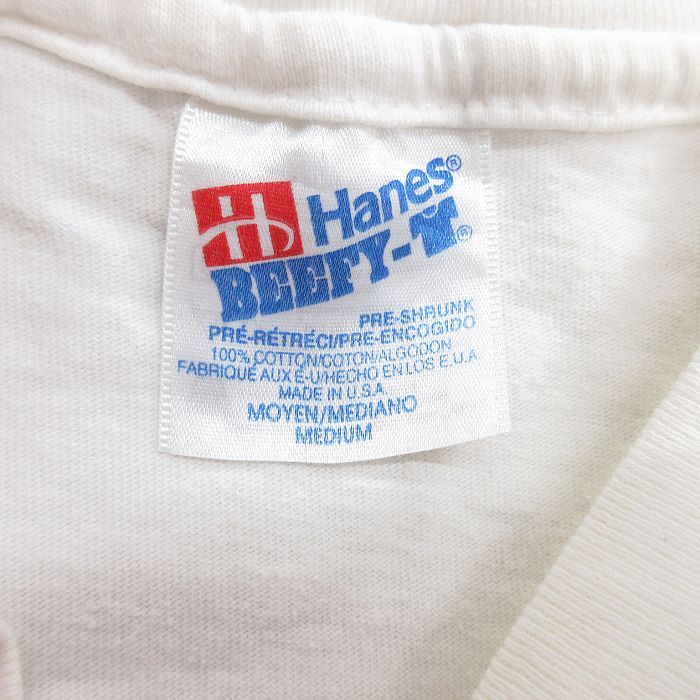 H Hanes®
BEEFY-T®
PRE-SHRUNK
PRÉ-RÉTRÉCI/PRE-ENCOGIDO
100% COTTON/COTON/ALGODON
FABRIQUÉ AUX É-U/HECHO EN LOS E.U.A.
MADE IN U.S.A.
MOYEN/MEDIANO
MEDIUM